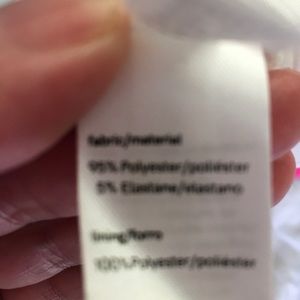 fabric/material
95% Polyester/poliéster
5% Elastane/elastano
lining/forro
100%Polyester/poliéster